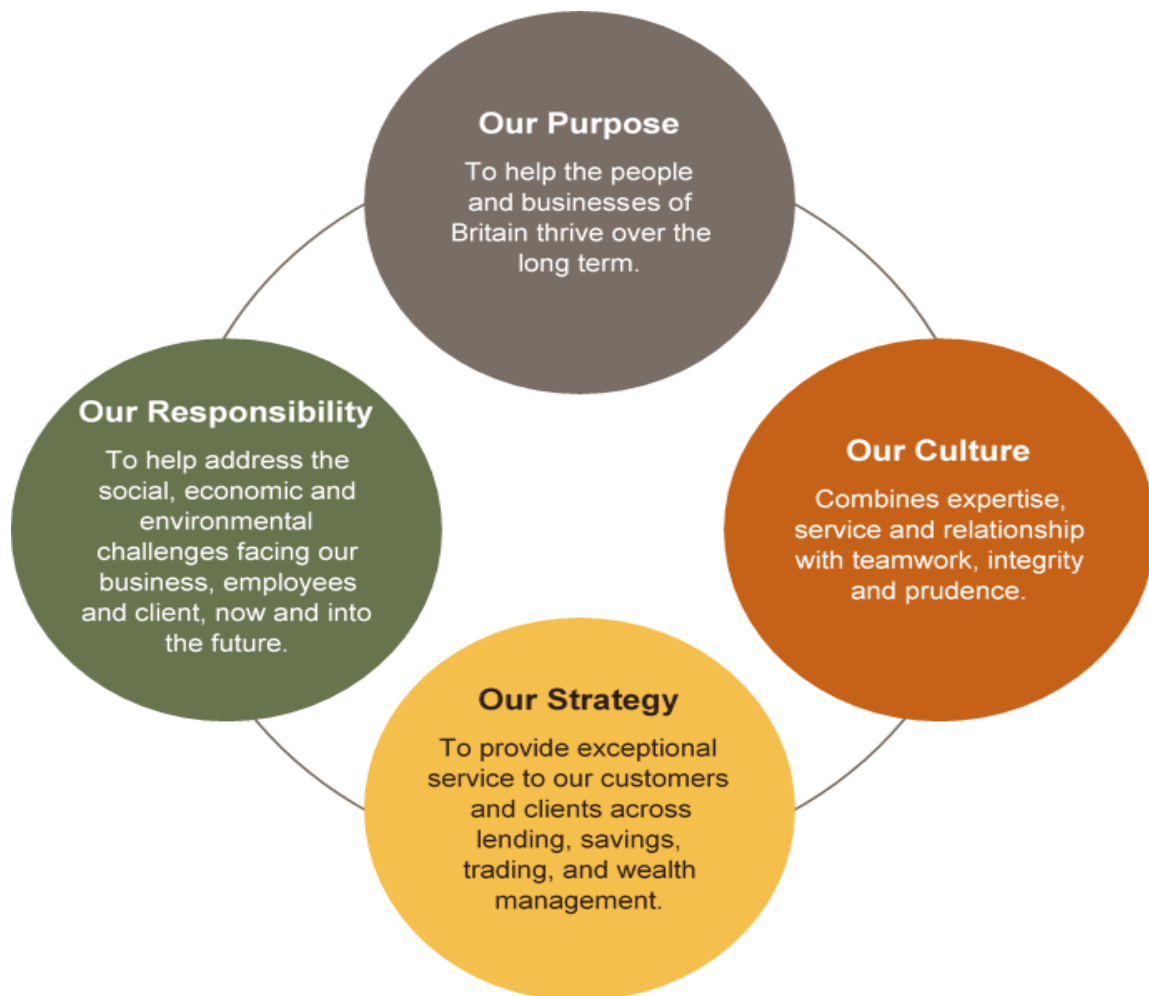 Our Purpose
To help the people
and businesses of
Britain thrive over the
long term.
Our Responsibility
To help address the
social, economic and
environmental
challenges facing our
business, employees
and client, now and into
the future.
Our Culture
Combines expertise,
service and relationship
with teamwork, integrity
and prudence.
Our Strategy
To provide exceptional
service to our customers
and clients across
lending, savings,
trading, and wealth
management.